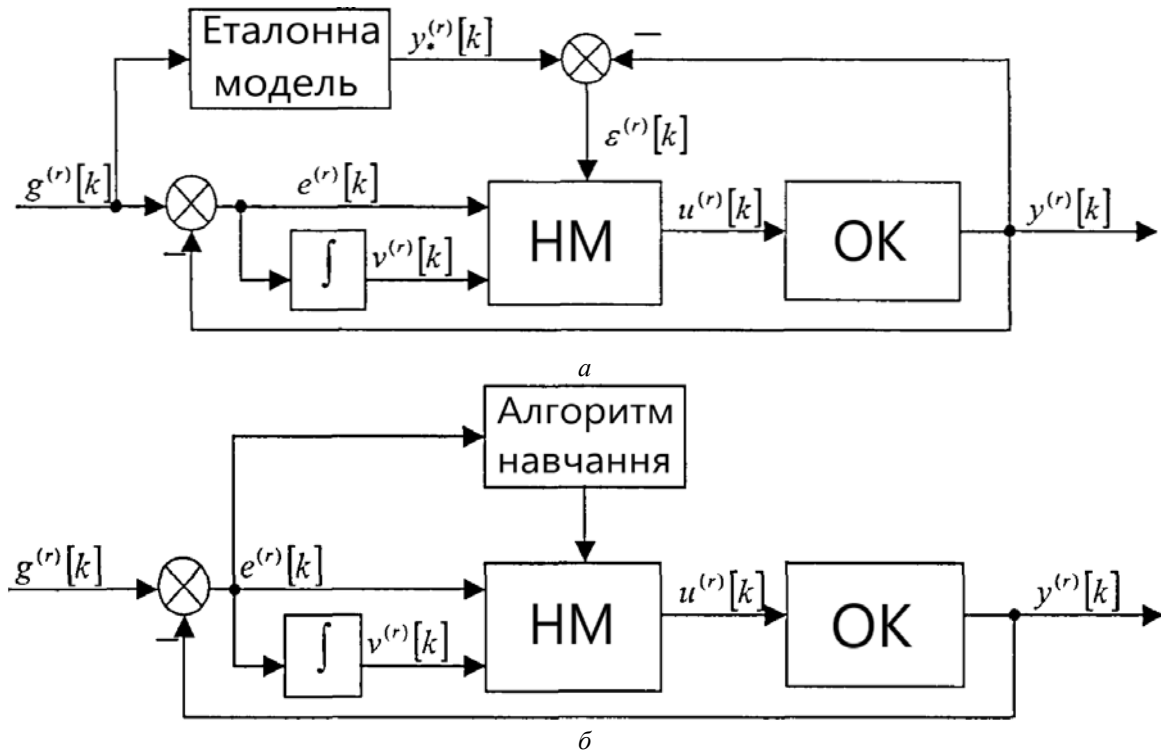 Еталонна
модель
y*^(r)[k]
−
ε^(r)[k]
g^(r)[k]
e^(r)[k]
−
∫
v^(r)[k]
НМ
u^(r)[k]
ОК
y^(r)[k]
а
Алгоритм
навчання
g^(r)[k]
e^(r)[k]
−
∫
v^(r)[k]
НМ
u^(r)[k]
ОК
y^(r)[k]
б